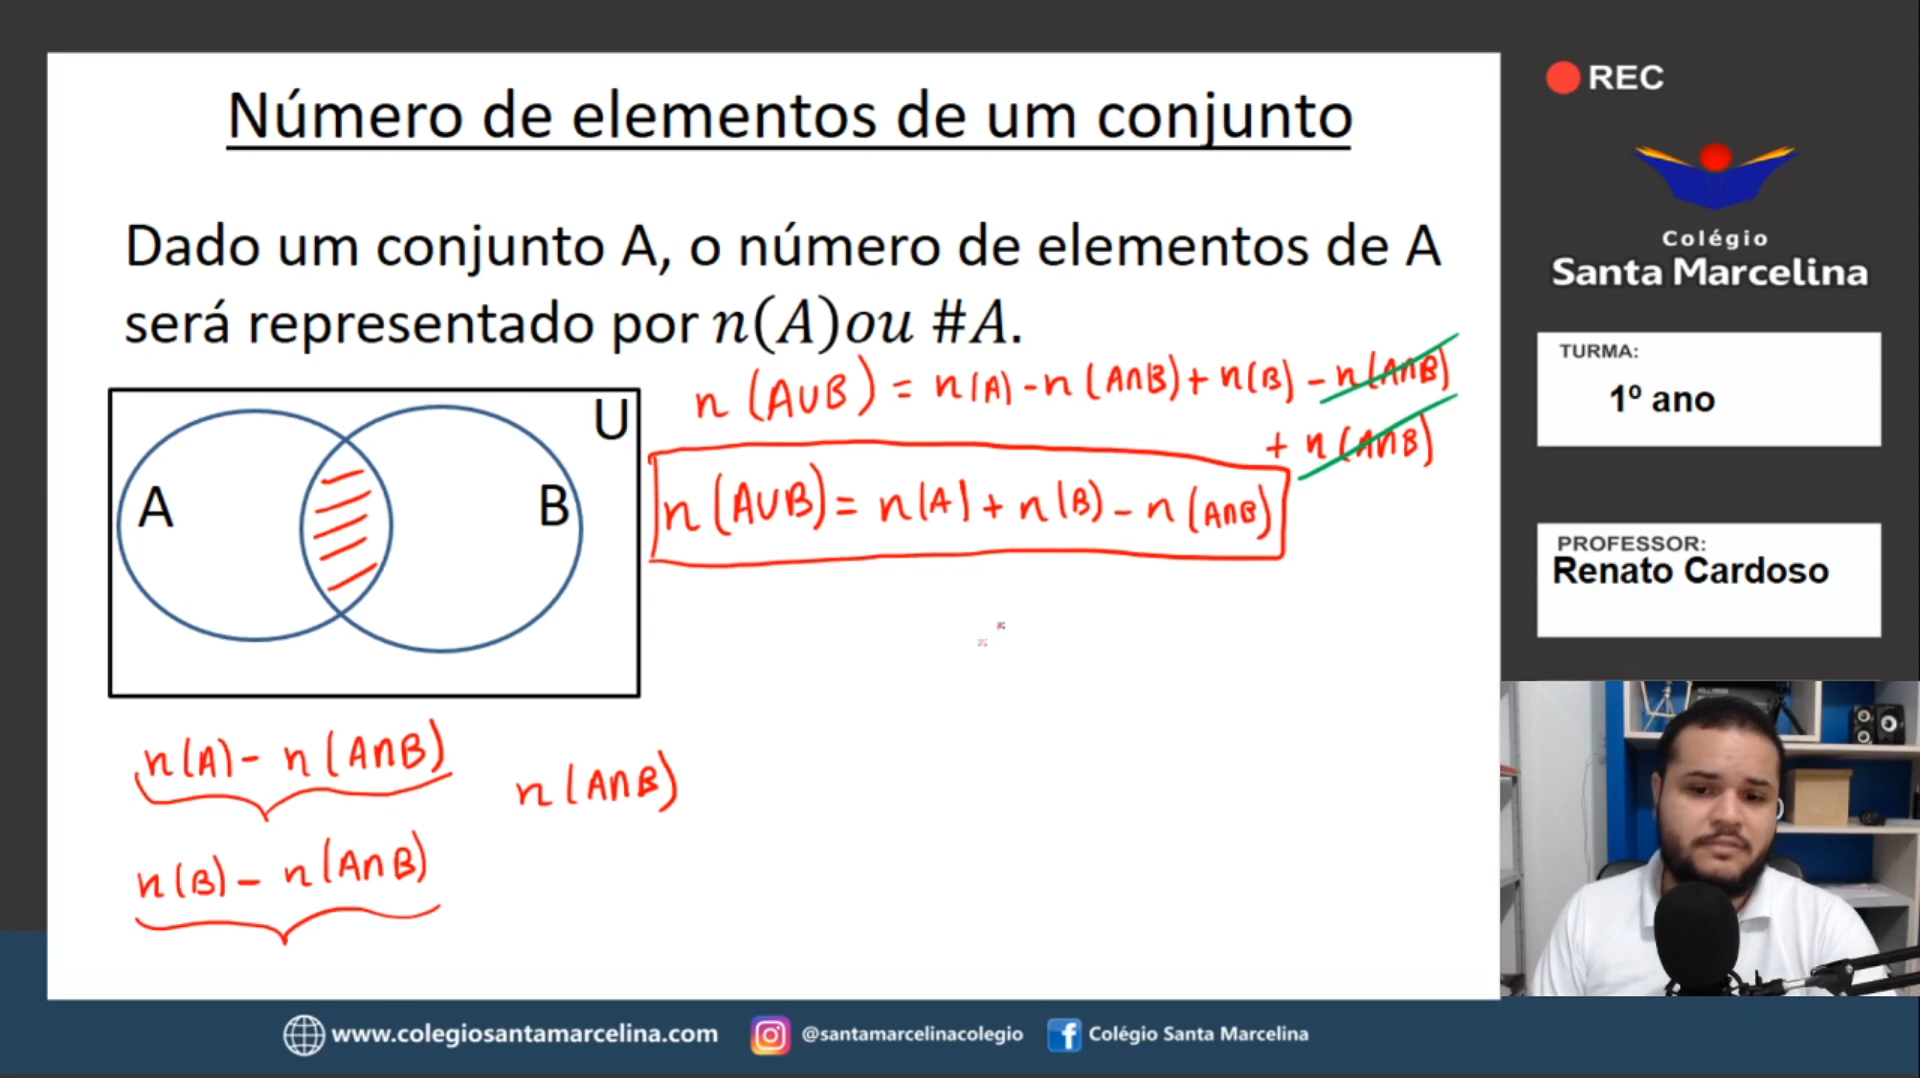 Número de elementos de um conjunto
Dado um conjunto A, o número de elementos de A
será representado por n(A)ou #A.
n(A∪B) = n(A) - n(A∩B) + n(B) - n(A∩B)
+ n(A∩B)
n(A∪B) = n(A) + n(B) - n(A∩B)
U
A
B
n(A) - n(A∩B)
n(A∩B)
n(B) - n(A∩B)
REC
Colégio
Santa Marcelina
TURMA:
1º ano
PROFESSOR:
Renato Cardoso
www.colegiosantamarcelina.com @santamarcelinacolegio Colégio Santa Marcelina